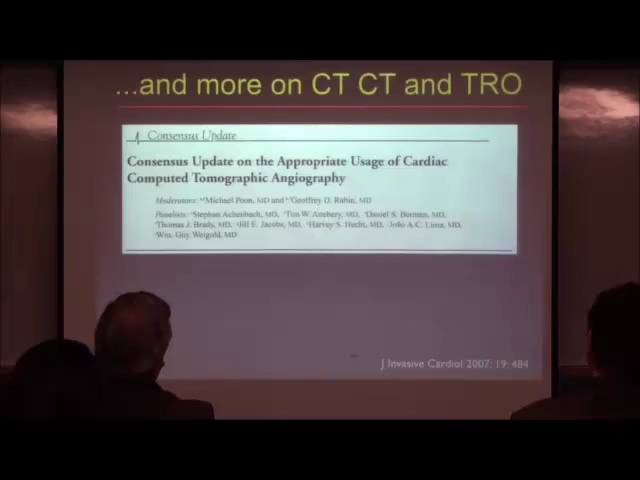 ...and more on CT CT and TRO
Consensus Update
Consensus Update on the Appropriate Usage of Cardiac
Computed Tomographic Angiography
Moderators: Michael Poon, MD and Geoffrey D. Rubin, MD
Panelists: Stephan Achenbach, MD, Tim W. Attebery, MD, Daniel S. Berman, MD,
Thomas J. Brady, MD, Jill E. Jacobs, MD, Harvey S. Hecht, MD, João A.C. Lima, MD,
Wm. Guy Weigold, MD
J Invasive Cardiol 2007; 19: 484